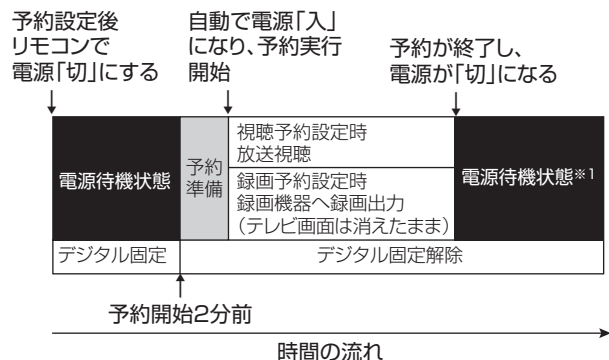 予約設定後
リモコンで
電源「切」にする
自動で電源「入」
になり、予約実行
開始
予約が終了し、
電源が「切」になる
電源待機状態
予約
準備
視聴予約設定時
放送視聴
録画予約設定時
録画機器へ録画出力
(テレビ画面は消えたまま)
電源待機状態※1
デジタル固定
デジタル固定解除
予約開始2分前
時間の流れ